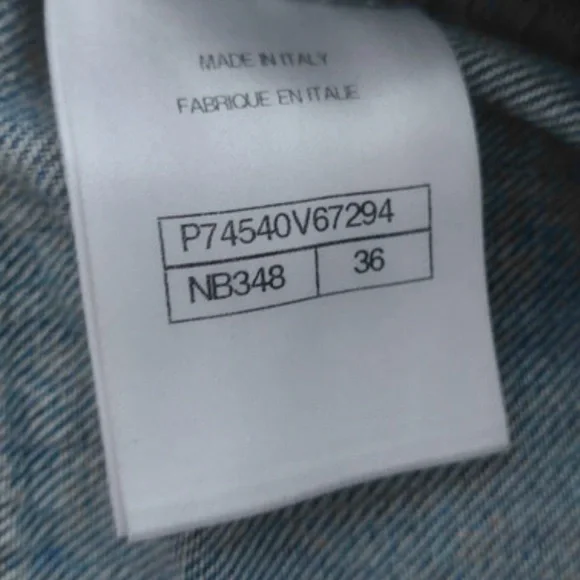 MADE IN ITALY
FABRIQUE EN ITALIE
P74540V67294
NB348 36